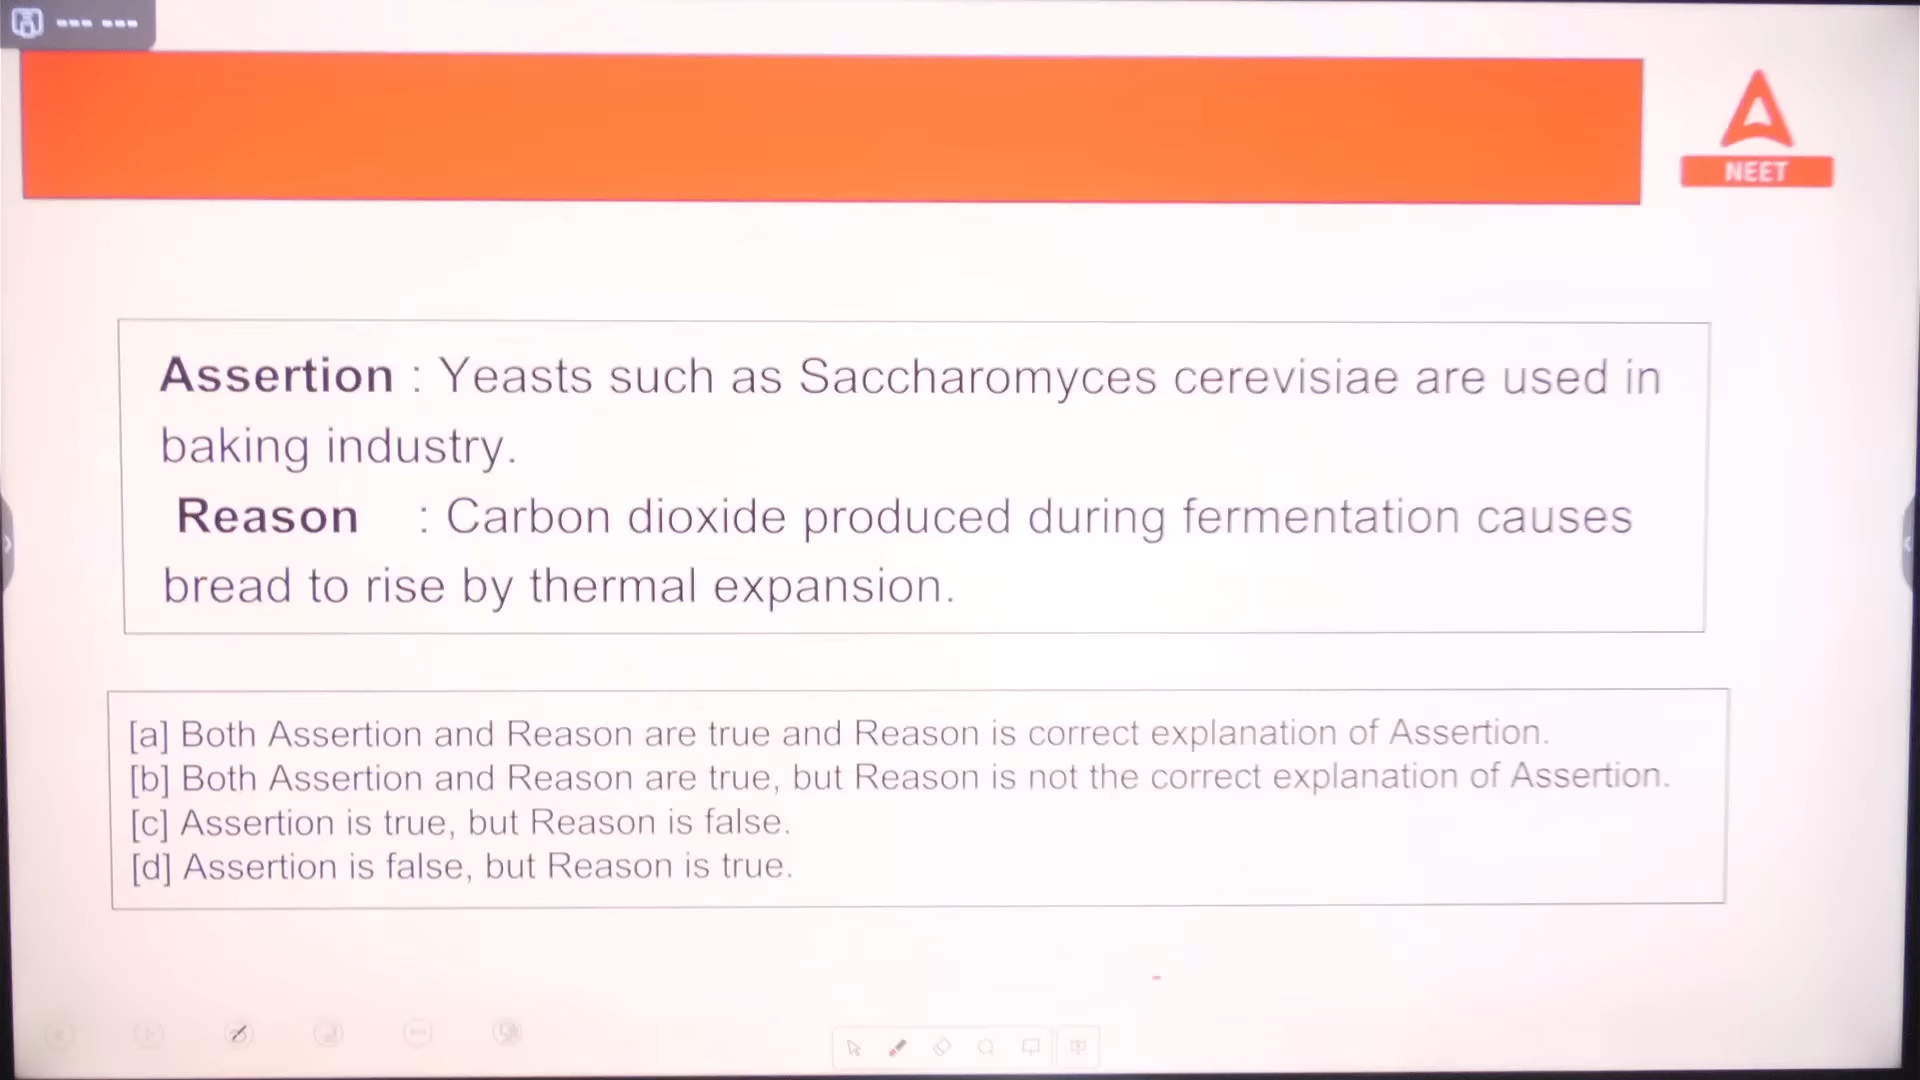 NEET
Assertion : Yeasts such as Saccharomyces cerevisiae are used in
baking industry.
Reason : Carbon dioxide produced during fermentation causes
bread to rise by thermal expansion.
[a] Both Assertion and Reason are true and Reason is correct explanation of Assertion.
[b] Both Assertion and Reason are true, but Reason is not the correct explanation of Assertion.
[c] Assertion is true, but Reason is false.
[d] Assertion is false, but Reason is true.